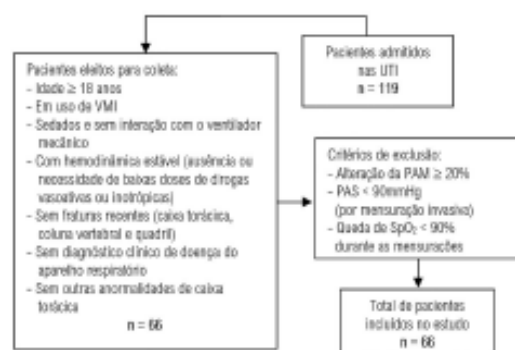 Pacientes admitidos
nas UTI
n = 119
Pacientes eleitos para coleta:
– Idade ≥ 18 anos
– Em uso de VMI
– Sedados e sem interação com o ventilador
mecânico
– Com hemodinâmica estável (ausência ou
necessidade de baixas doses de drogas
vasoativas ou inotrópicas)
– Sem fraturas recentes (caixa torácica,
coluna vertebral e quadril)
– Sem diagnóstico clínico de doença do
aparelho respiratório
– Sem outras anormalidades de caixa
torácica
n = 66
Critérios de exclusão:
– Alteração da PAM ≥ 20%
– PAS < 90mmHg
(por mensuração invasiva)
– Queda de SpO₂ < 90%
durante as mensurações
Total de pacientes
incluídos no estudo
n = 66